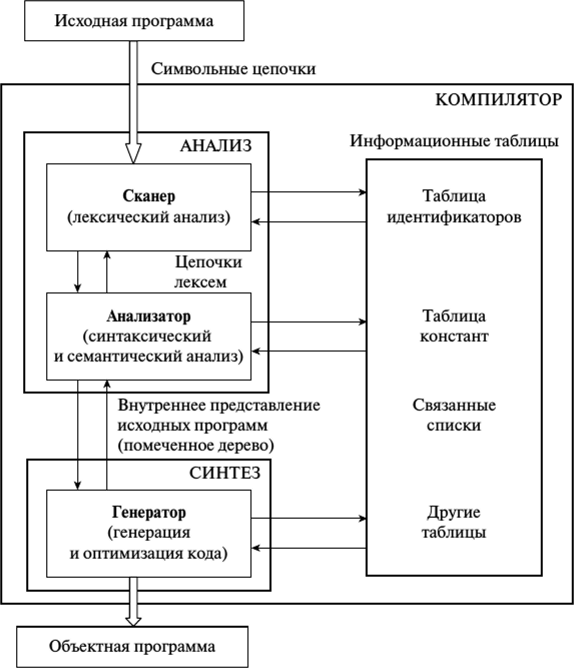 Исходная программа
Символьные цепочки
КОМПИЛЯТОР
АНАЛИЗ
Информационные таблицы
Сканер
(лексический анализ)
Таблица
идентификаторов
Цепочки
лексем
Анализатор
(синтаксический
и семантический анализ)
Таблица
констант
Внутреннее представление
исходных программ
(помеченное дерево)
Связанные
списки
СИНТЕЗ
Генератор
(генерация
и оптимизация кода)
Другие
таблицы
Объектная программа